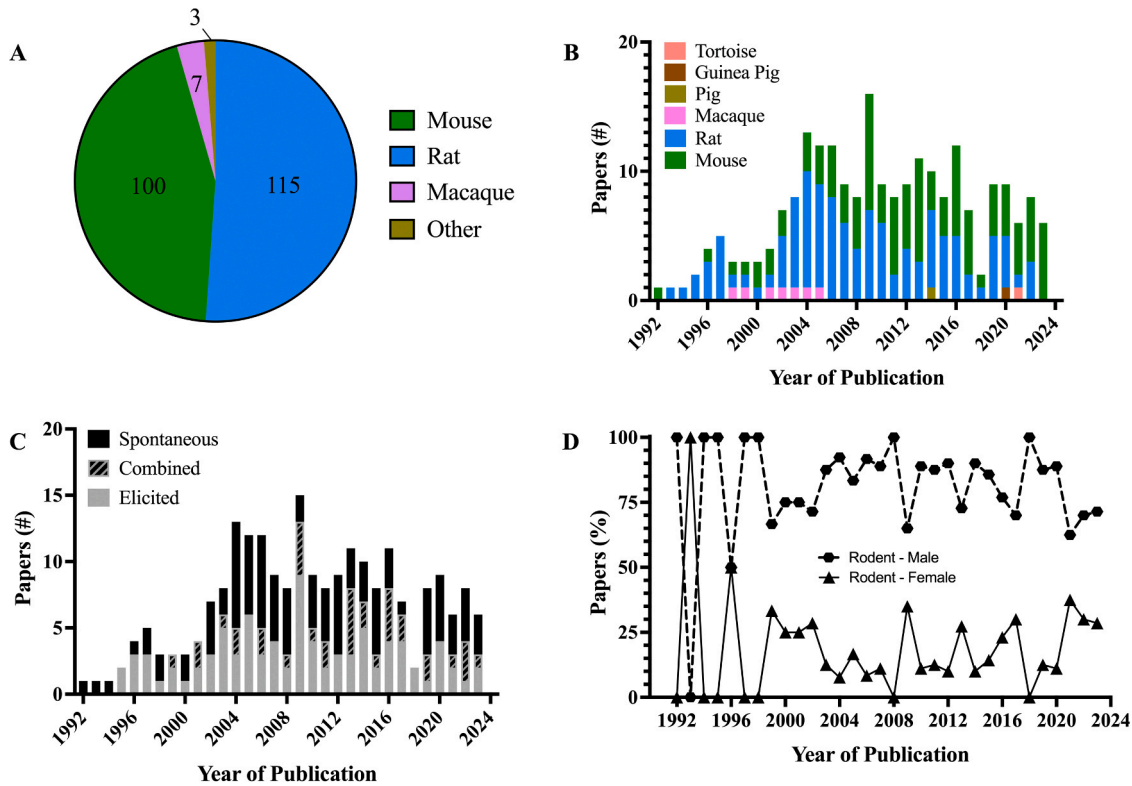 A
3
7
100
115
Mouse
Rat
Macaque
Other
B
Tortoise
Guinea Pig
Pig
Macaque
Rat
Mouse
Papers (#)
20
10
0
1992
1996
2000
2004
2008
2012
2016
2020
2024
Year of Publication
C
Spontaneous
Combined
Elicited
Papers (#)
20
15
10
5
0
1992
1996
2000
2004
2008
2012
2016
2020
2024
Year of Publication
D
Papers (%)
100
75
50
25
0
Rodent - Male
Rodent - Female
1992
1996
2000
2004
2008
2012
2016
2020
2024
Year of Publication